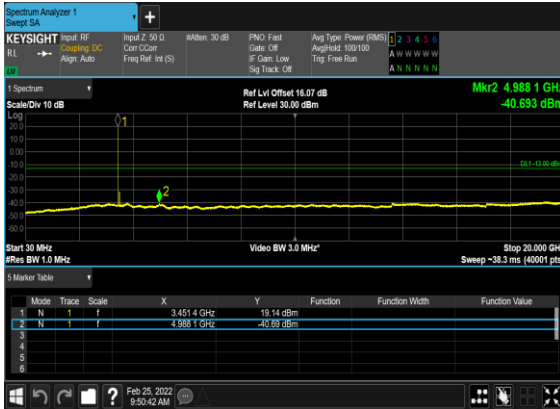 Spectrum Analyzer 1
Swept SA
+
KEYSIGHT
RL
Input: RF
Coupling: DC
Align: Auto
Input Z: 50 Ω
Corr CCorr
Freq Ref: Int (S)
#Atten: 30 dB
PNO: Fast
Gate: Off
IF Gain: Low
Sig Track: Off
Avg Type: Power (RMS)
Avg|Hold: 100/100
Trig: Free Run
1 2 3 4 5 6
A W W W W W
A N N N N N
1 Spectrum
Scale/Div 10 dB
Ref Lvl Offset 16.07 dB
Ref Level 30.00 dBm
Mkr2 4.988 1 GHz
-40.693 dBm
Log
20.0
10.0
0.00
-10.0
-20.0
-30.0
-40.0
-50.0
-60.0
1
2
DL1 -13.00 dBm
Start 30 MHz
#Res BW 1.0 MHz
Video BW 3.0 MHz*
Stop 20.000 GHz
Sweep ~38.3 ms (40001 pts)
5 Marker Table
Mode Trace Scale X Y Function Function Width Function Value
1 N 1 f 3.451 4 GHz 19.14 dBm
2 N 1 f 4.988 1 GHz -40.69 dBm
3
4
5
6
?
Feb 25, 2022
9:50:42 AM